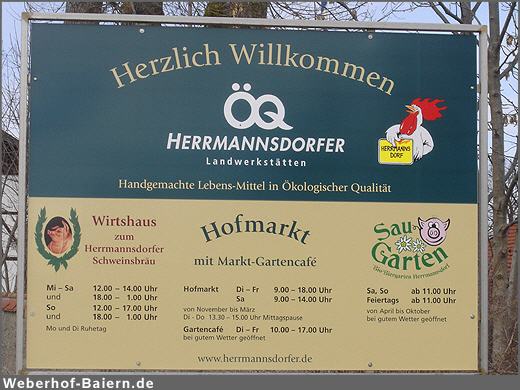 Herzlich Willkommen
ÖQ
HERRMANNSDORFER
Landwerkstätten
HERRMANNS
DORF
Handgemachte Lebens-Mittel in Ökologischer Qualität
Wirtshaus
zum
Herrmannsdorfer
Schweinsbräu
Mi – Sa 12.00 – 14.00 Uhr
und 18.00 – 1.00 Uhr
So 12.00 – 17.00 Uhr
und 18.00 – 1.00 Uhr
Mo und Di Ruhetag
Hofmarkt
mit Markt-Gartencafé
Hofmarkt Di – Fr 9.00 – 18.00 Uhr
Sa 9.00 – 14.00 Uhr
von November bis März
Di - Do 13.30 – 15.00 Uhr Mittagspause
Gartencafé Di – Fr 10.00 – 17.00 Uhr
bei gutem Wetter geöffnet
www.herrmannsdorfer.de
Sau
Garten
Der Biergarten Herrmannsdorf
Sa, So ab 11.00 Uhr
Feiertags ab 11.00 Uhr
von April bis Oktober
bei gutem Wetter geöffnet
Weberhof-Baiern.de